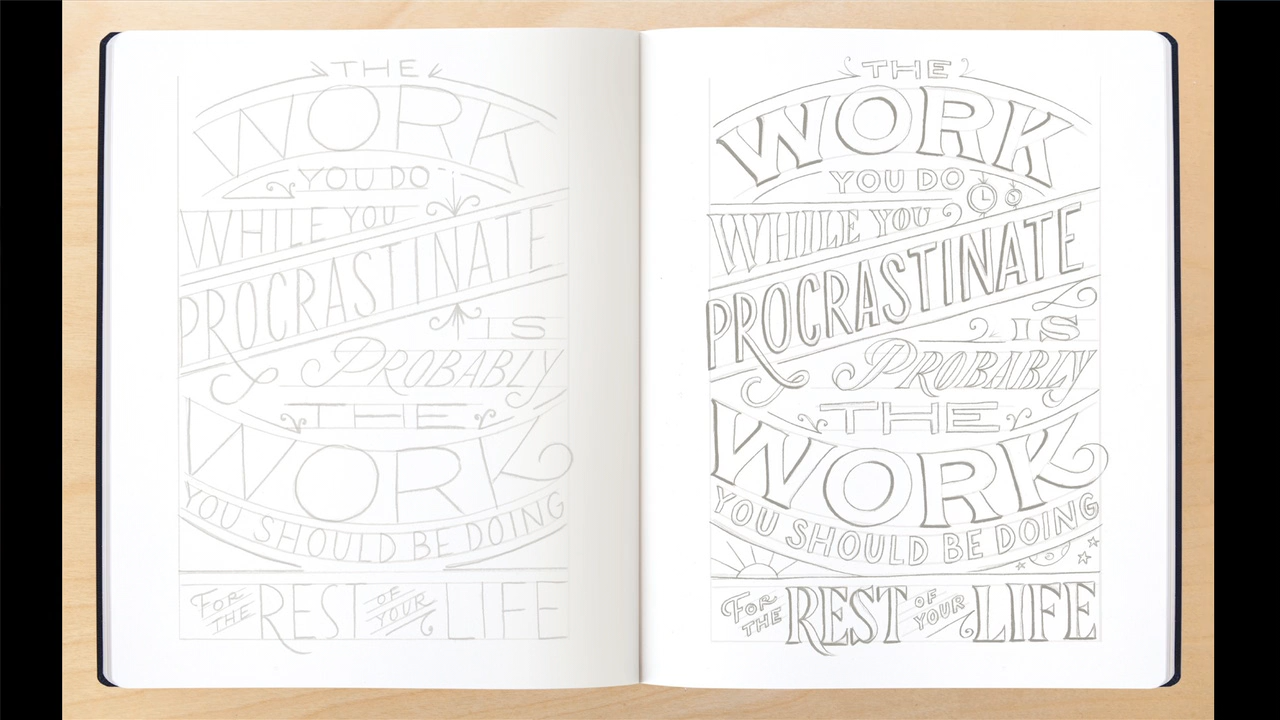 THE
WORK
YOU DO
WHILE YOU
PROCRASTINATE
IS
PROBABLY
THE
WORK
YOU SHOULD BE DOING
FOR THE REST OF YOUR LIFE
THE
WORK
YOU DO
WHILE YOU
PROCRASTINATE
IS
PROBABLY
THE
WORK
YOU SHOULD BE DOING
FOR THE REST OF YOUR LIFE